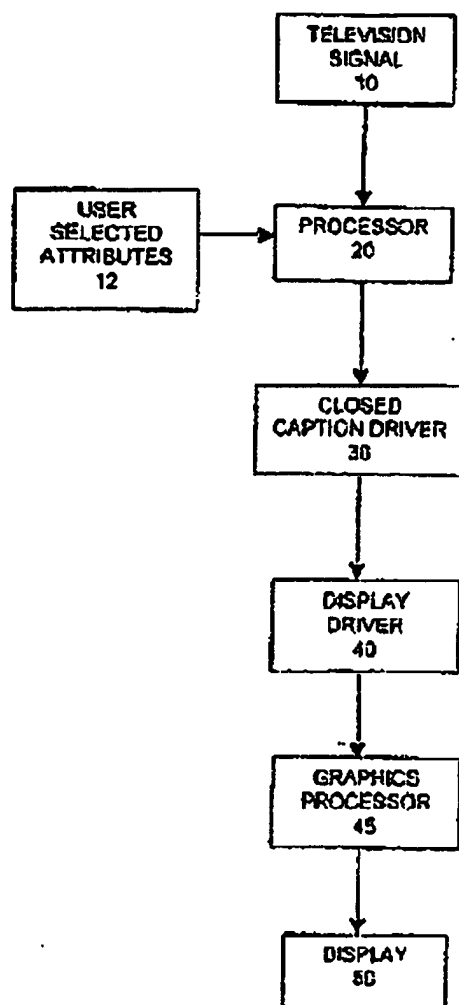 TELEVISION
SIGNAL
10
USER
SELECTED
ATTRIBUTES
12
PROCESSOR
20
CLOSED
CAPTION DRIVER
30
DISPLAY
DRIVER
40
GRAPHICS
PROCESSOR
45
DISPLAY
50